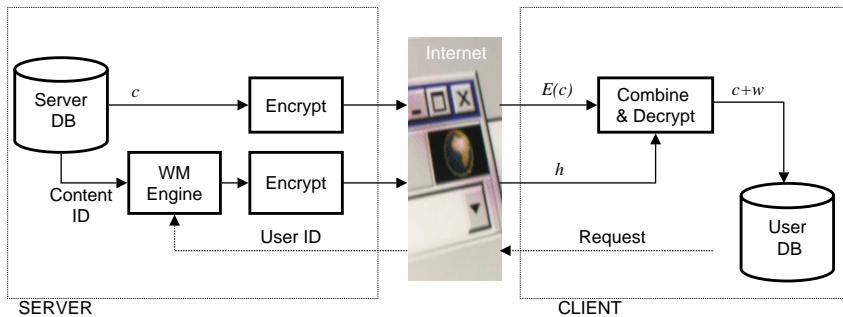 Internet
Server
DB
c
Encrypt
E(c)
Combine
& Decrypt
c+w
Content
ID
WM
Engine
Encrypt
h
User ID
Request
User
DB
SERVER
CLIENT